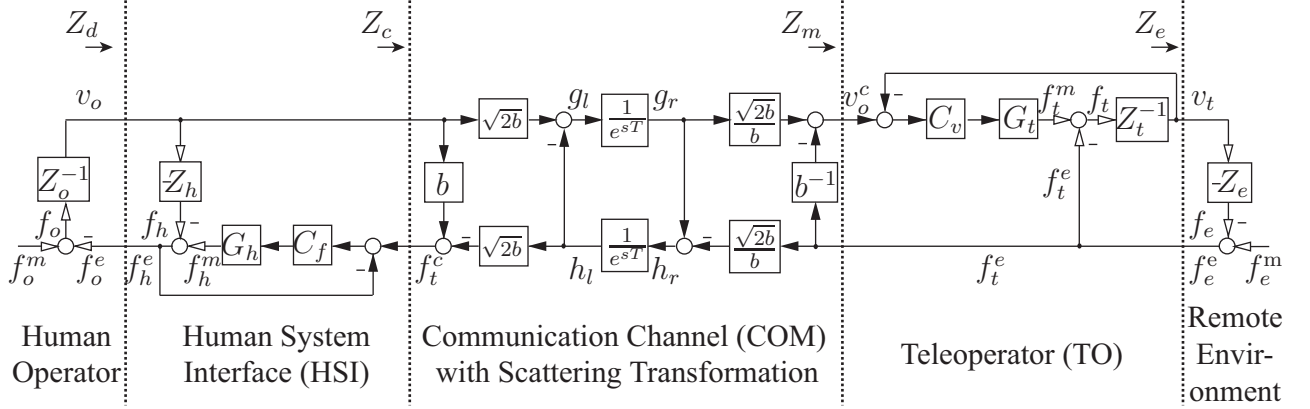 Z_d Z_c Z_m Z_e
v_o g_l g_r v_o^c f_t^m f_t v_t
√2b 1/e^{sT} √2b/b C_v G_t Z_t^{-1}
Z_o^{-1} -Z_h b b^{-1} f_t^e -Z_e
f_o f_h G_h C_f √2b 1/e^{sT} √2b/b f_e
f_o^m f_o^e f_h^e f_h^m f_t^c h_l h_r f_t^e f_e^e f_e^m
Human
Operator
Human System
Interface (HSI)
Communication Channel (COM)
with Scattering Transformation
Teleoperator (TO)
Remote
Envir-
onment